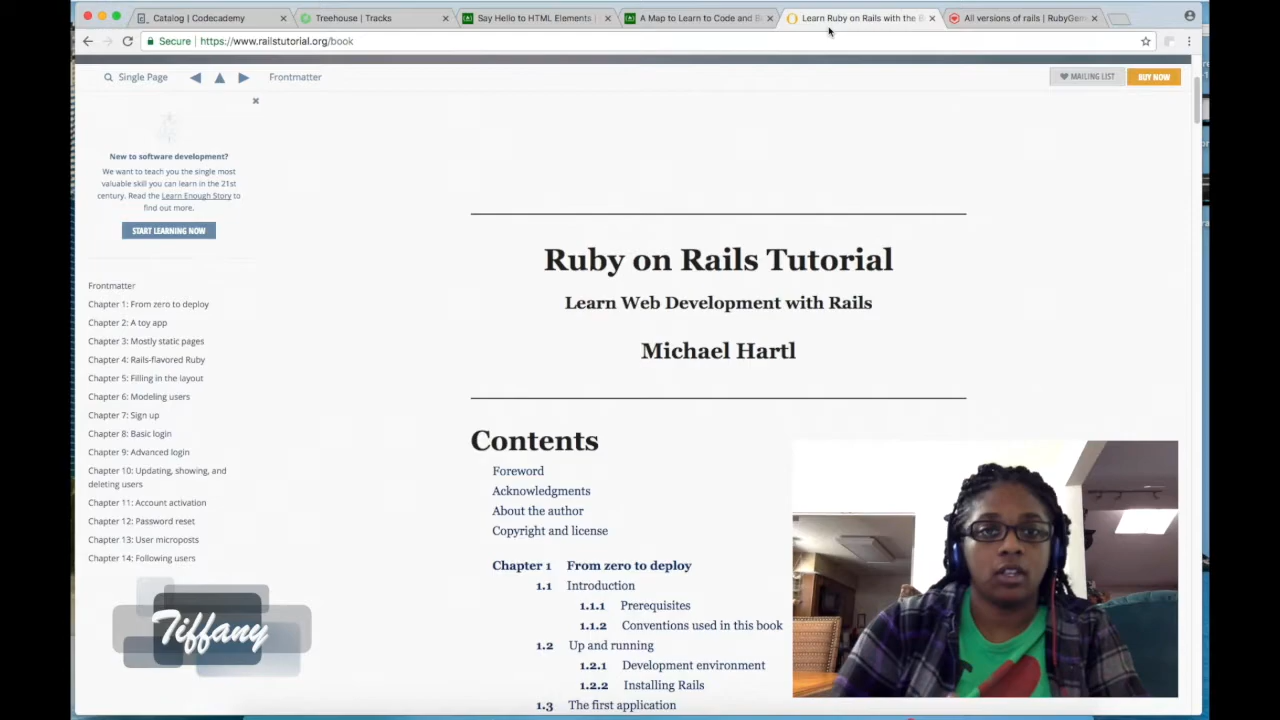 Catalog | Codecademy
Treehouse | Tracks
Say Hello to HTML Elements |
A Map to Learn to Code and B
Learn Ruby on Rails with the B
All versions of rails | RubyGem
Secure
https://www.railstutorial.org/book
Single Page
Frontmatter
MAILING LIST
BUY NOW
New to software development?
We want to teach you the single most
valuable skill you can learn in the 21st
century. Read the Learn Enough Story to
find out more.
START LEARNING NOW
Frontmatter
Chapter 1: From zero to deploy
Chapter 2: A toy app
Chapter 3: Mostly static pages
Chapter 4: Rails-flavored Ruby
Chapter 5: Filling in the layout
Chapter 6: Modeling users
Chapter 7: Sign up
Chapter 8: Basic login
Chapter 9: Advanced login
Chapter 10: Updating, showing, and
deleting users
Chapter 11: Account activation
Chapter 12: Password reset
Chapter 13: User microposts
Chapter 14: Following users
Tiffany
Ruby on Rails Tutorial
Learn Web Development with Rails
Michael Hartl
Contents
Foreword
Acknowledgments
About the author
Copyright and license
Chapter 1 From zero to deploy
1.1 Introduction
1.1.1 Prerequisites
1.1.2 Conventions used in this book
1.2 Up and running
1.2.1 Development environment
1.2.2 Installing Rails
1.3 The first application